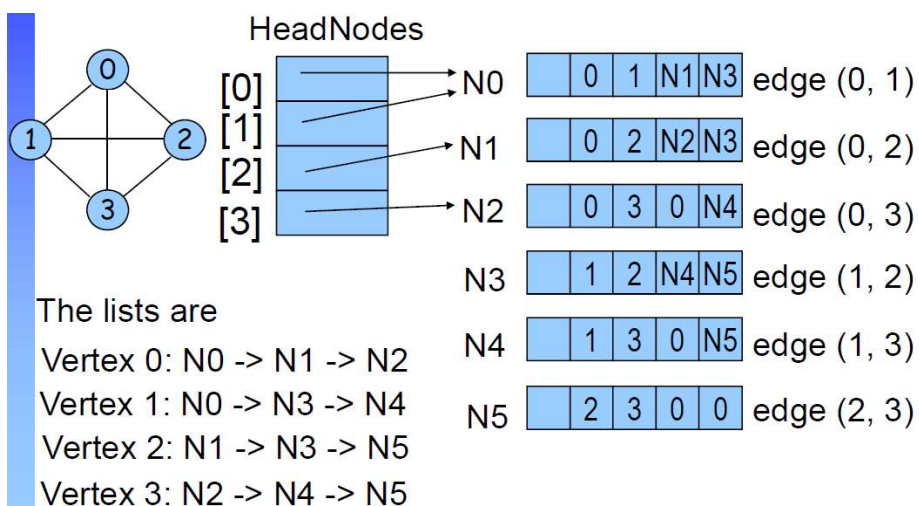 HeadNodes
0
1
2
3
[0]
[1]
[2]
[3]
N0 0 1 N1 N3 edge (0, 1)
N1 0 2 N2 N3 edge (0, 2)
N2 0 3 0 N4 edge (0, 3)
N3 1 2 N4 N5 edge (1, 2)
N4 1 3 0 N5 edge (1, 3)
N5 2 3 0 0 edge (2, 3)
The lists are
Vertex 0: N0 -> N1 -> N2
Vertex 1: N0 -> N3 -> N4
Vertex 2: N1 -> N3 -> N5
Vertex 3: N2 -> N4 -> N5